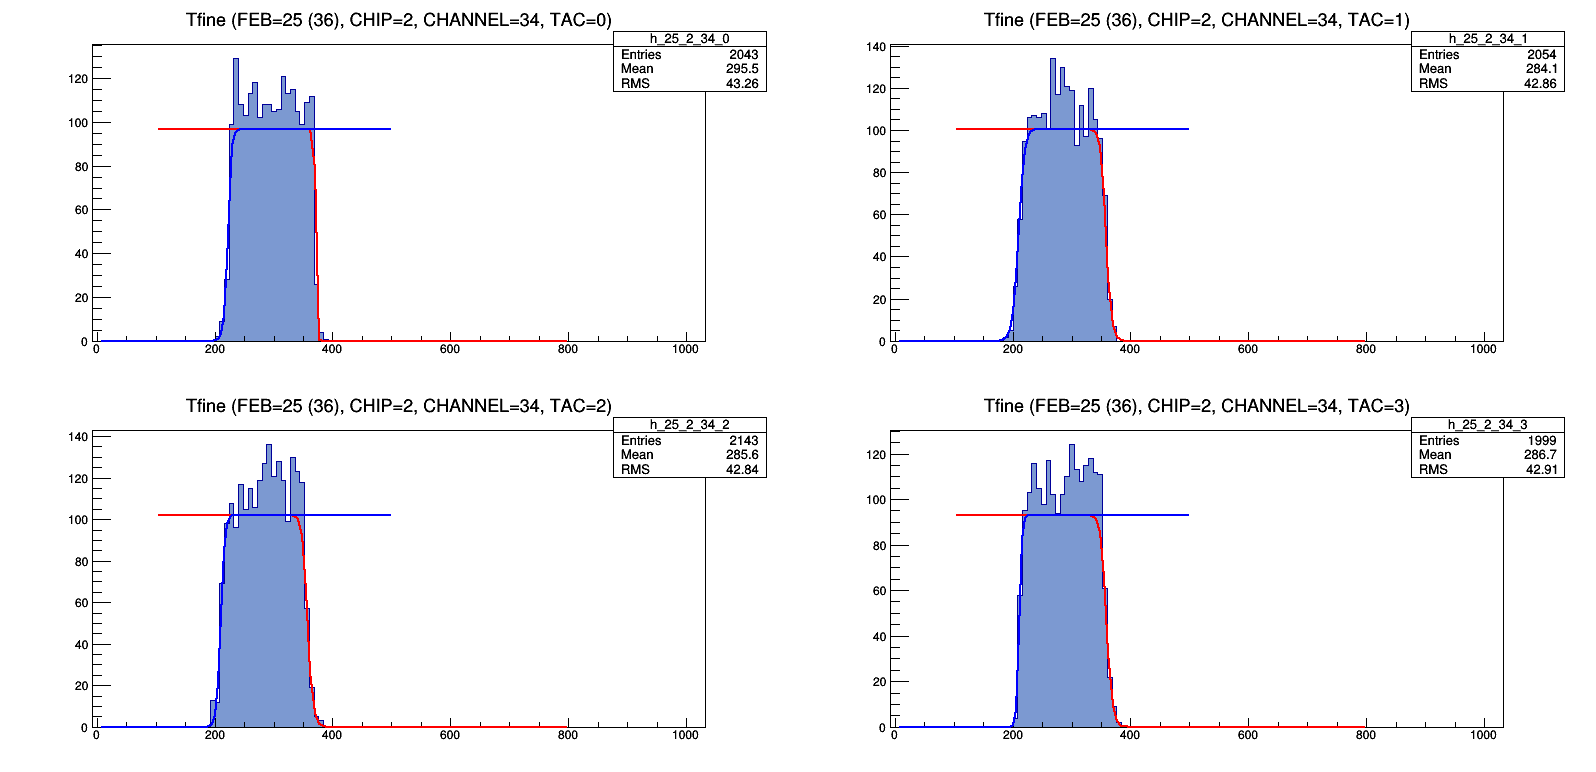 Tfine (FEB=25 (36), CHIP=2, CHANNEL=34, TAC=0)
h_25_2_34_0
Entries 2043
Mean 295.5
RMS 43.26
120
100
80
60
40
20
0
0 200 400 600 800 1000
Tfine (FEB=25 (36), CHIP=2, CHANNEL=34, TAC=1)
h_25_2_34_1
Entries 2054
Mean 284.1
RMS 42.86
140
120
100
80
60
40
20
0
0 200 400 600 800 1000
Tfine (FEB=25 (36), CHIP=2, CHANNEL=34, TAC=2)
h_25_2_34_2
Entries 2143
Mean 285.6
RMS 42.84
140
120
100
80
60
40
20
0
0 200 400 600 800 1000
Tfine (FEB=25 (36), CHIP=2, CHANNEL=34, TAC=3)
h_25_2_34_3
Entries 1999
Mean 286.7
RMS 42.91
120
100
80
60
40
20
0
0 200 400 600 800 1000